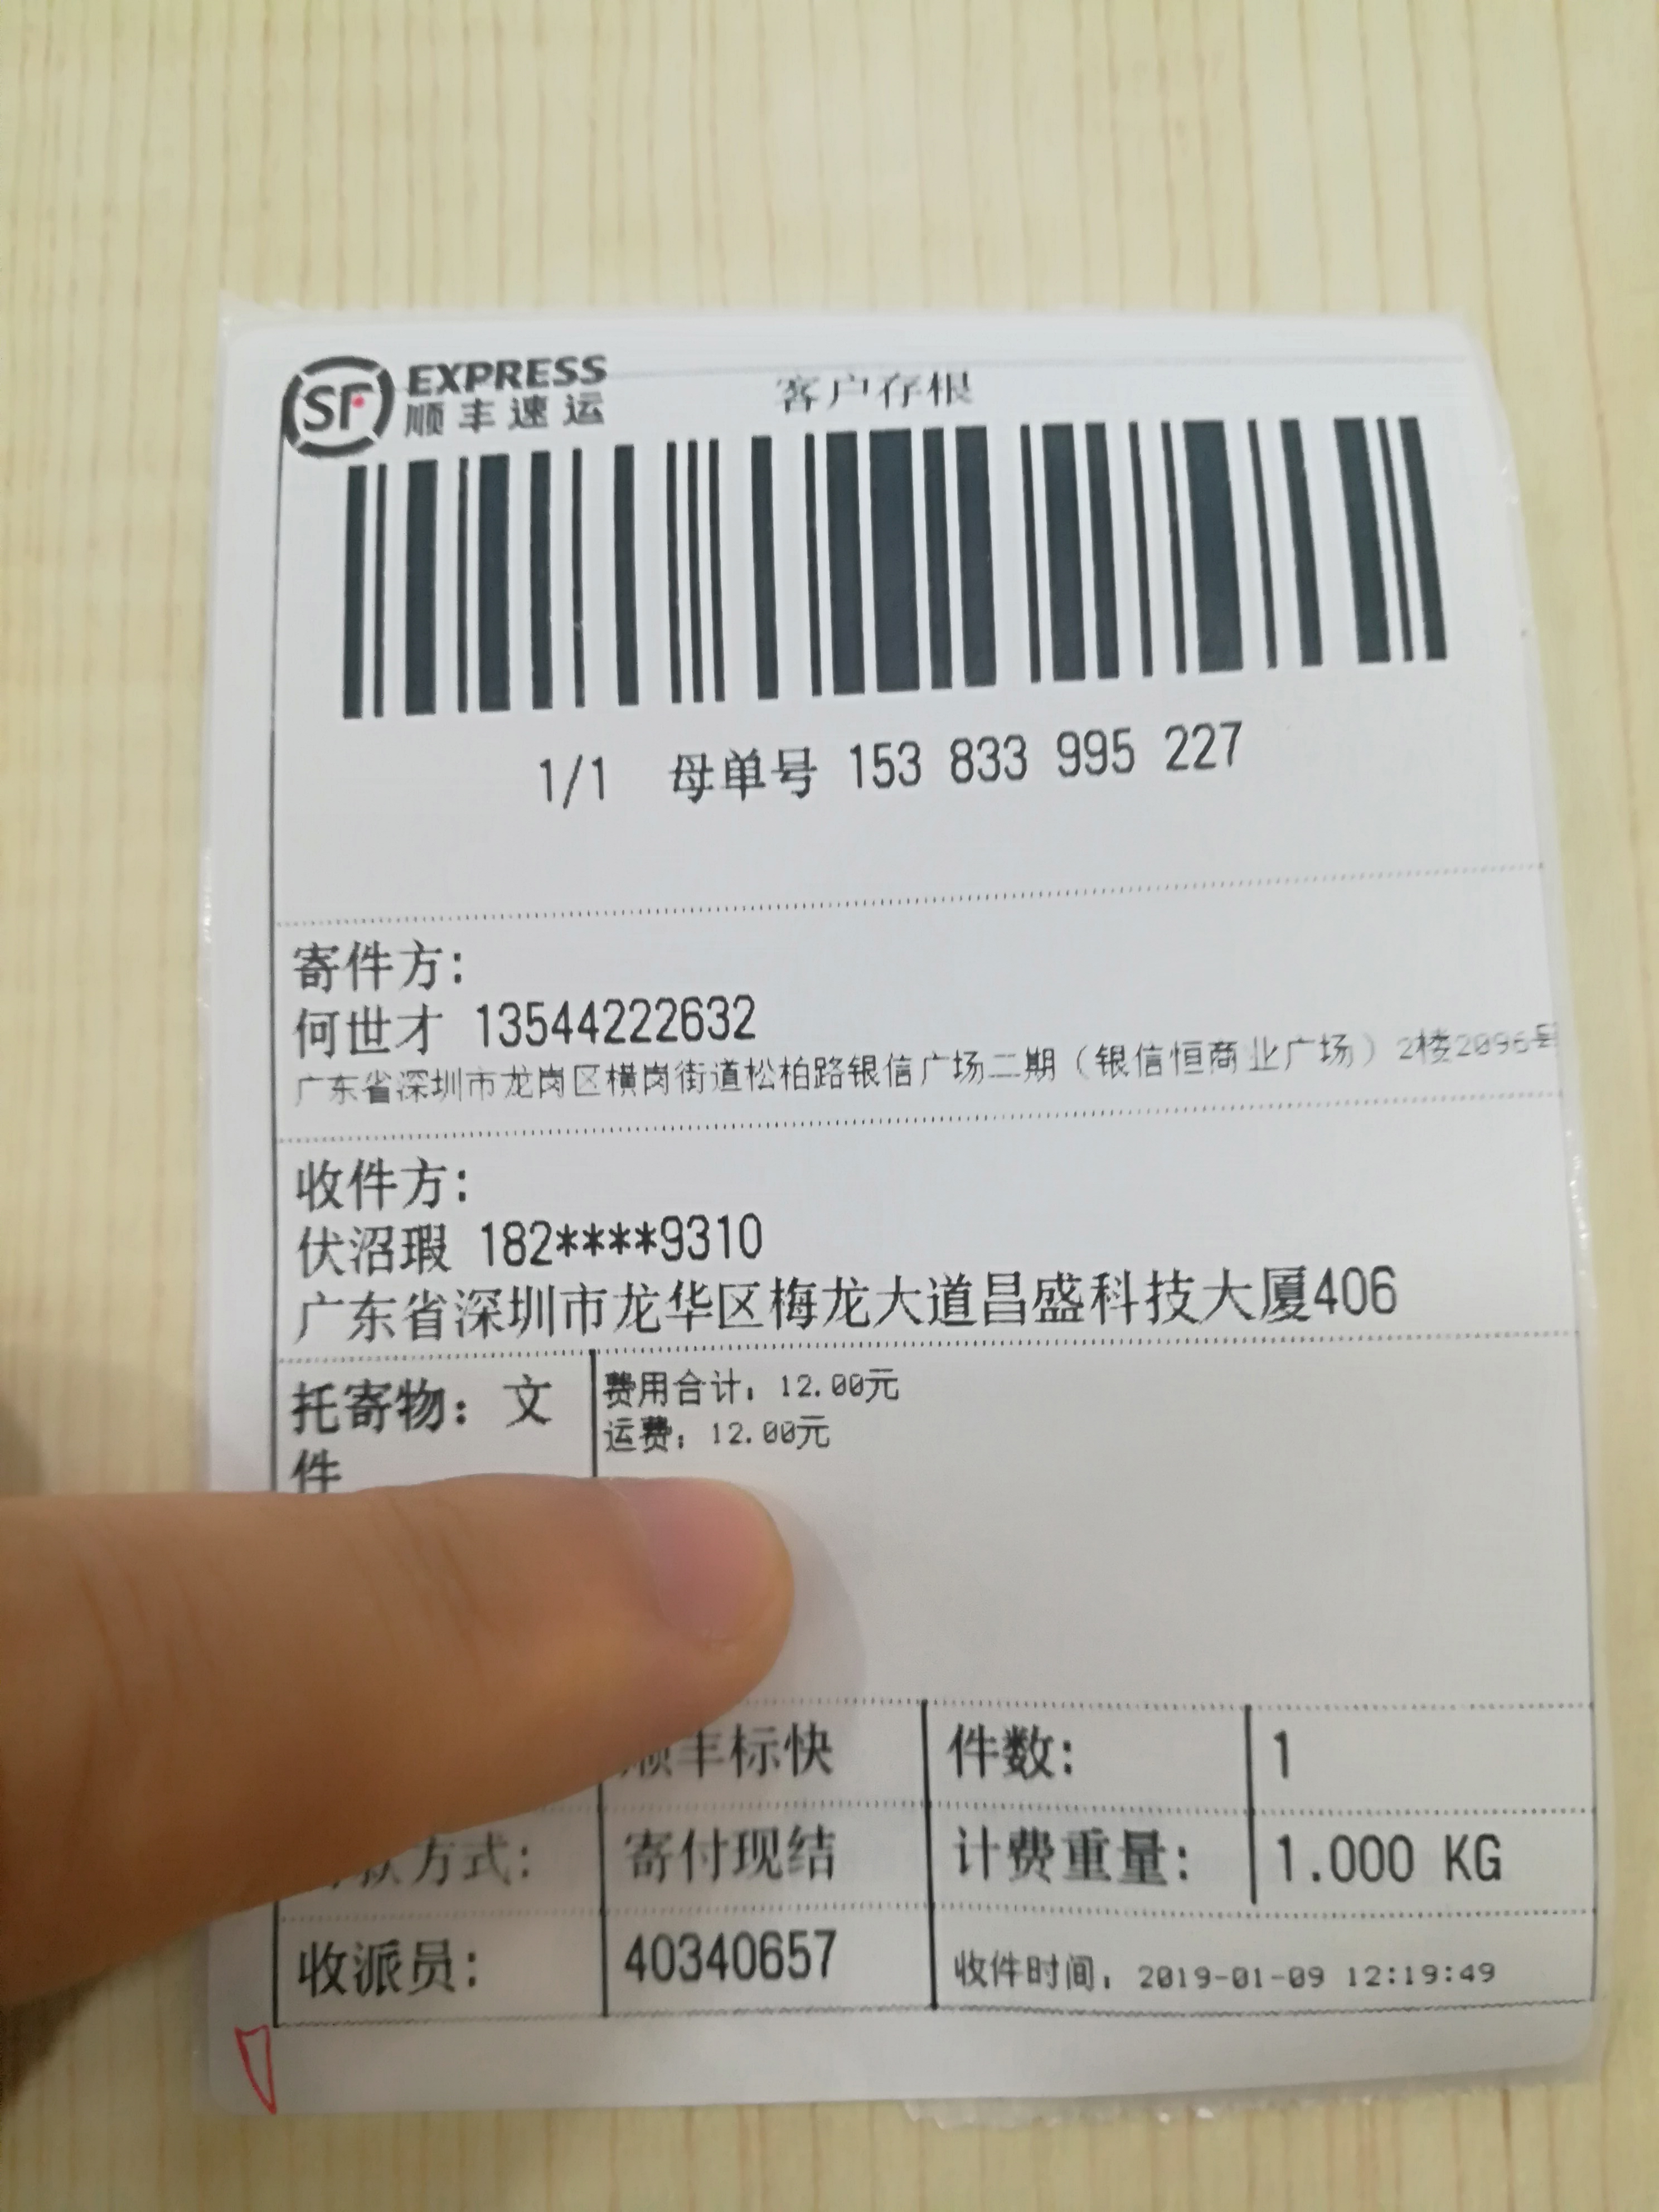 SF EXPRESS
顺丰速运
客户存根
1/1 母单号 153 833 995 227
寄件方:
何世才 13544222632
广东省深圳市龙岗区横岗街道松柏路银信广场二期（银信恒商业广场）2楼2096号
收件方:
伏沼瑕 182****9310
广东省深圳市龙华区梅龙大道昌盛科技大厦406
托寄物：文
件
费用合计：12.00元
运费：12.00元
顺丰标快 件数: 1
款方式: 寄付现结 计费重量: 1.000 KG
收派员: 40340657 收件时间：2019-01-09 12:19:49